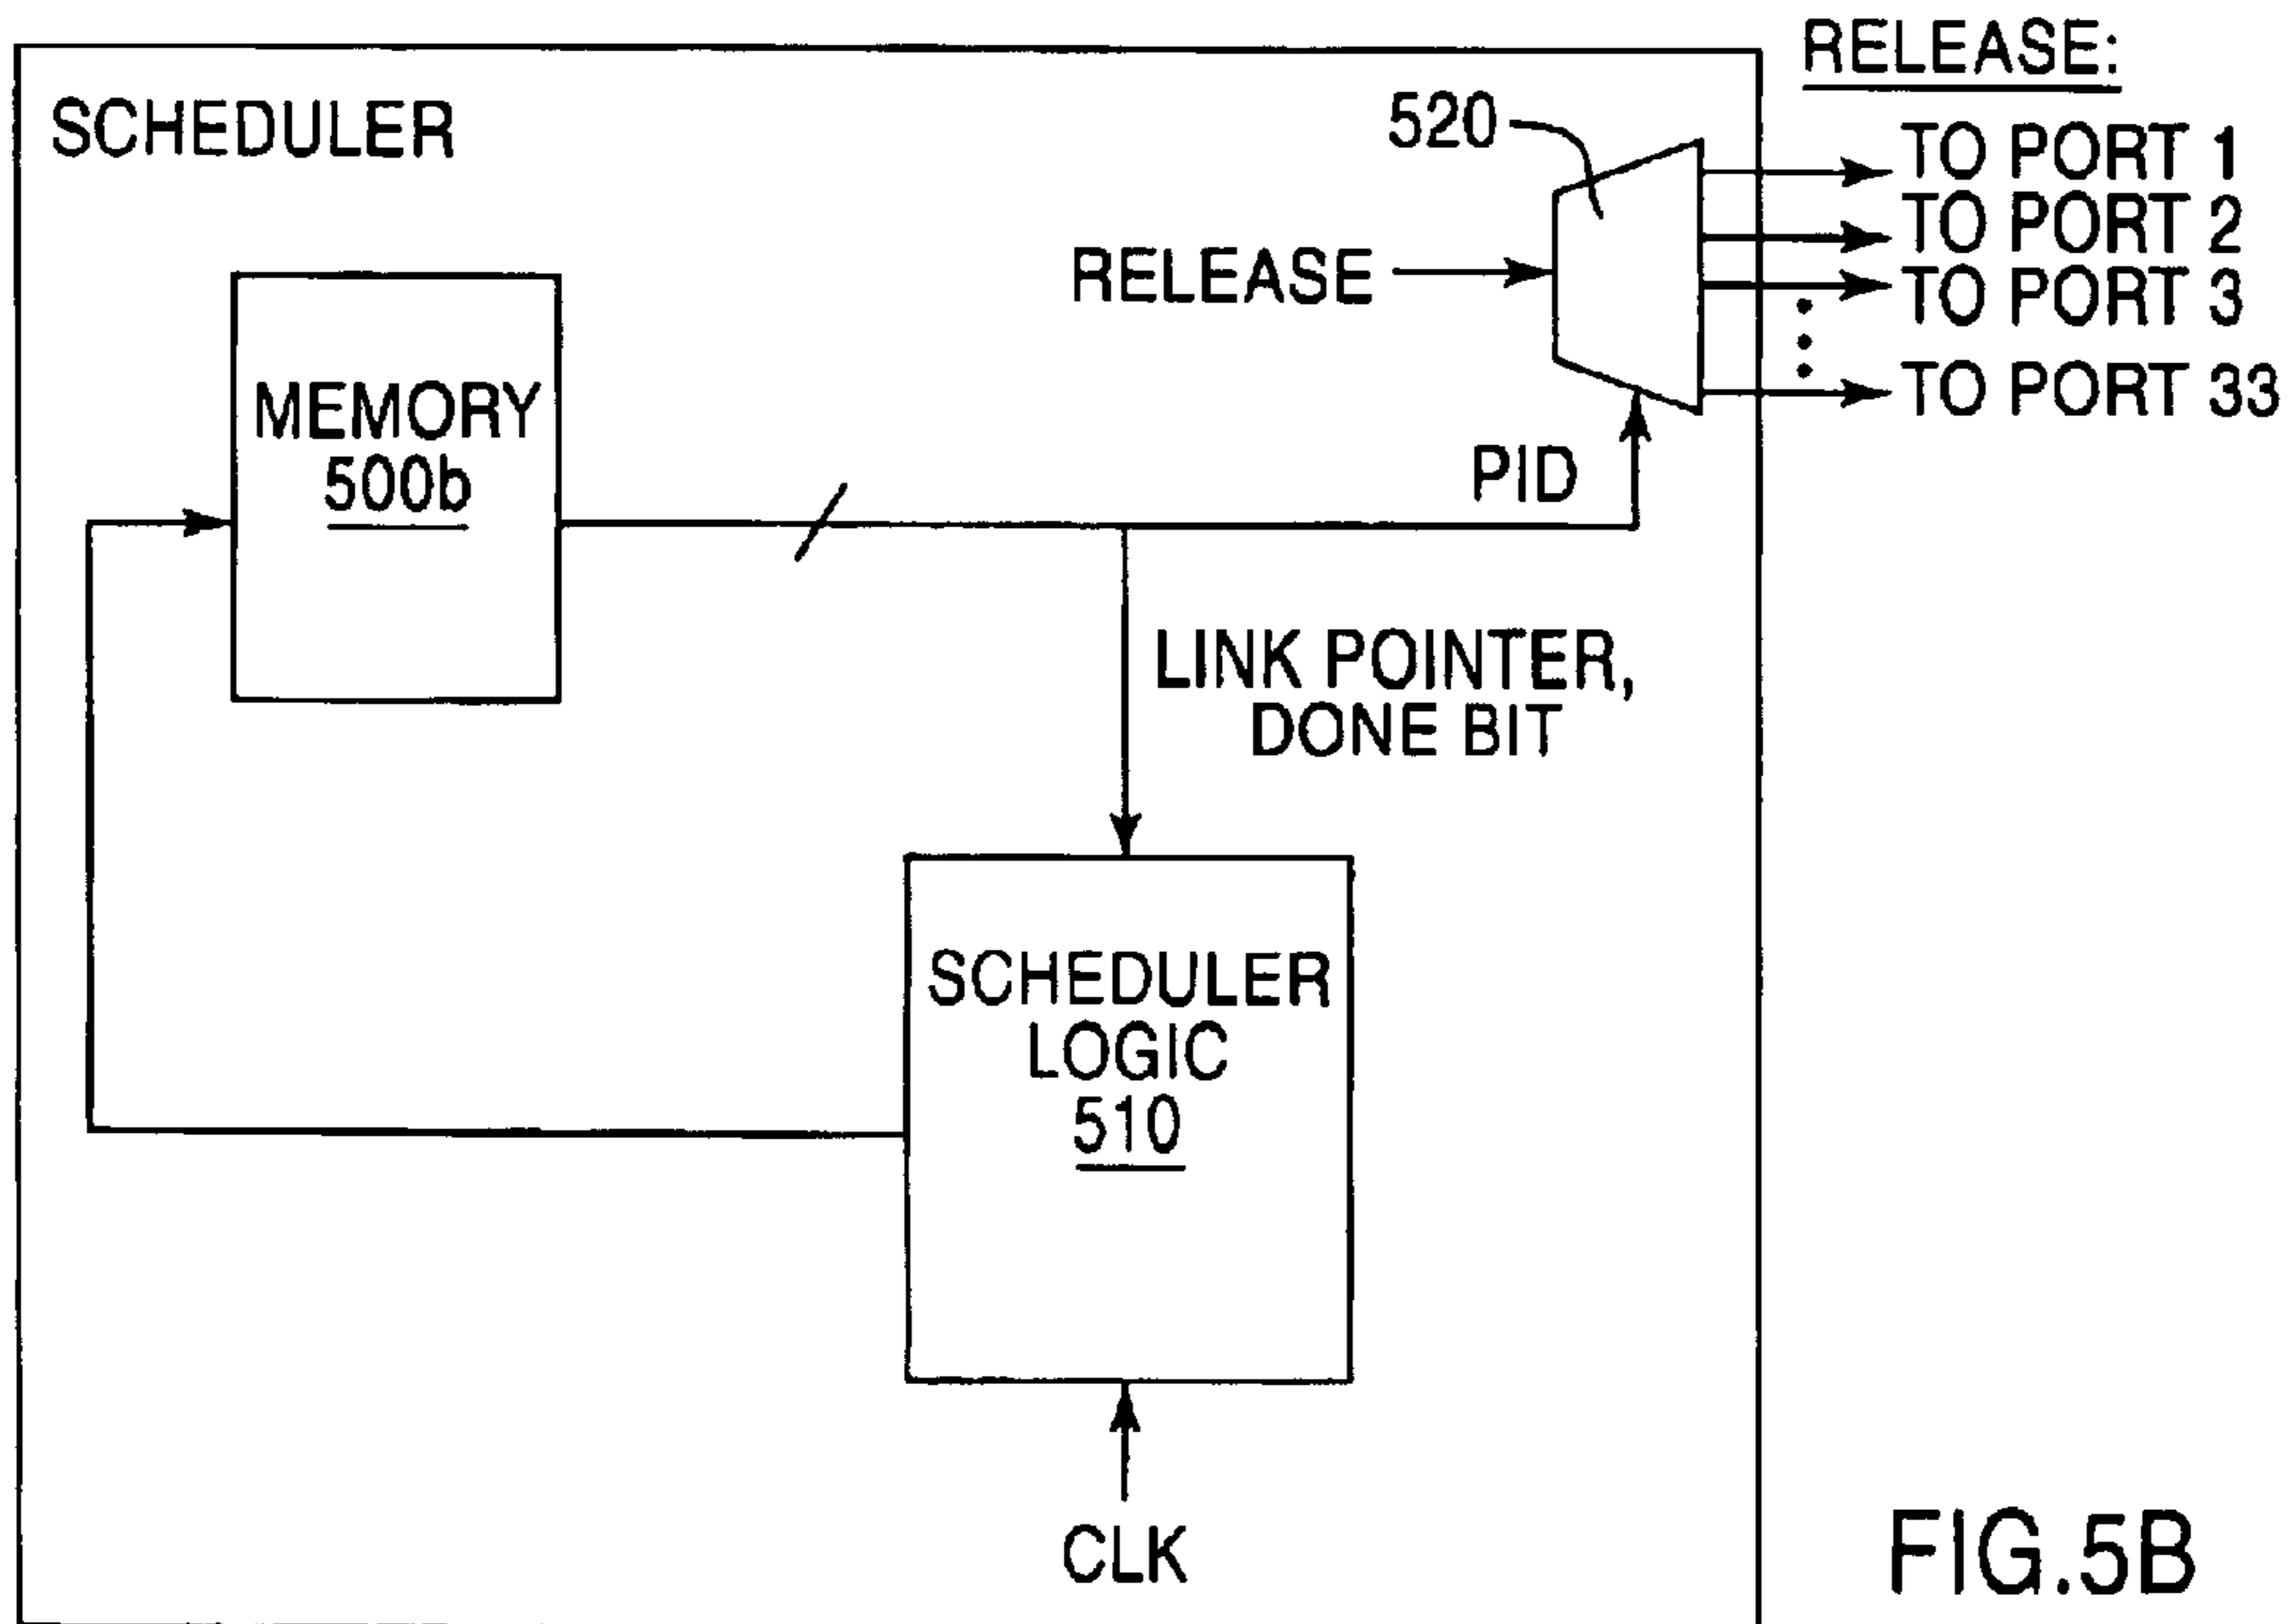 RELEASE:
SCHEDULER
520
TO PORT 1
TO PORT 2
RELEASE
TO PORT 3
TO PORT 33
MEMORY
500b
PID
LINK POINTER,
DONE BIT
SCHEDULER
LOGIC
510
CLK
FIG.5B